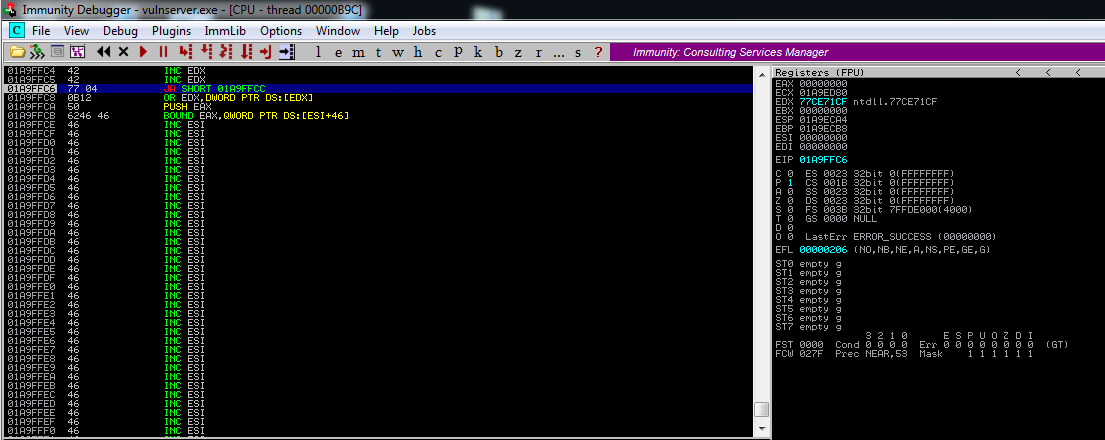 Immunity Debugger - vulnserver.exe - [CPU - thread 00000B9C]
C File View Debug Plugins ImmLib Options Window Help Jobs
l e m t w h c p k b z r ... s ? Immunity: Consulting Services Manager
01A9FFC4 42 INC EDX
01A9FFC5 42 INC EDX
01A9FFC6 77 04 JA SHORT 01A9FFCC
01A9FFC8 0B12 OR EDX,DWORD PTR DS:[EDX]
01A9FFCA 50 PUSH EAX
01A9FFCB 6246 46 BOUND EAX,QWORD PTR DS:[ESI+46]
01A9FFCE 46 INC ESI
01A9FFCF 46 INC ESI
01A9FFD0 46 INC ESI
01A9FFD1 46 INC ESI
01A9FFD2 46 INC ESI
01A9FFD3 46 INC ESI
01A9FFD4 46 INC ESI
01A9FFD5 46 INC ESI
01A9FFD6 46 INC ESI
01A9FFD7 46 INC ESI
01A9FFD8 46 INC ESI
01A9FFD9 46 INC ESI
01A9FFDA 46 INC ESI
01A9FFDB 46 INC ESI
01A9FFDC 46 INC ESI
01A9FFDD 46 INC ESI
01A9FFDE 46 INC ESI
01A9FFDF 46 INC ESI
01A9FFE0 46 INC ESI
01A9FFE1 46 INC ESI
01A9FFE2 46 INC ESI
01A9FFE3 46 INC ESI
01A9FFE4 46 INC ESI
01A9FFE5 46 INC ESI
01A9FFE6 46 INC ESI
01A9FFE7 46 INC ESI
01A9FFE8 46 INC ESI
01A9FFE9 46 INC ESI
01A9FFEA 46 INC ESI
01A9FFEB 46 INC ESI
01A9FFEC 46 INC ESI
01A9FFED 46 INC ESI
01A9FFEE 46 INC ESI
01A9FFEF 46 INC ESI
01A9FFF0 46 INC ESI
Registers (FPU) < < <
EAX 00000000
ECX 01A9ED80
EDX 77CE71CF ntdll.77CE71CF
EBX 00000000
ESP 01A9ECA4
EBP 01A9ECB8
ESI 00000000
EDI 00000000
EIP 01A9FFC6
C 0 ES 0023 32bit 0(FFFFFFFF)
P 1 CS 001B 32bit 0(FFFFFFFF)
A 0 SS 0023 32bit 0(FFFFFFFF)
Z 0 DS 0023 32bit 0(FFFFFFFF)
S 0 FS 003B 32bit 7FFDE000(4000)
T 0 GS 0000 NULL
D 0
O 0 LastErr ERROR_SUCCESS (00000000)
EFL 00000206 (NO,NB,NE,A,NS,PE,GE,G)
ST0 empty g
ST1 empty g
ST2 empty g
ST3 empty g
ST4 empty g
ST5 empty g
ST6 empty g
ST7 empty g
3 2 1 0 E S P U O Z D I
FST 0000 Cond 0 0 0 0 Err 0 0 0 0 0 0 0 0 (GT)
FCW 027F Prec NEAR,53 Mask 1 1 1 1 1 1